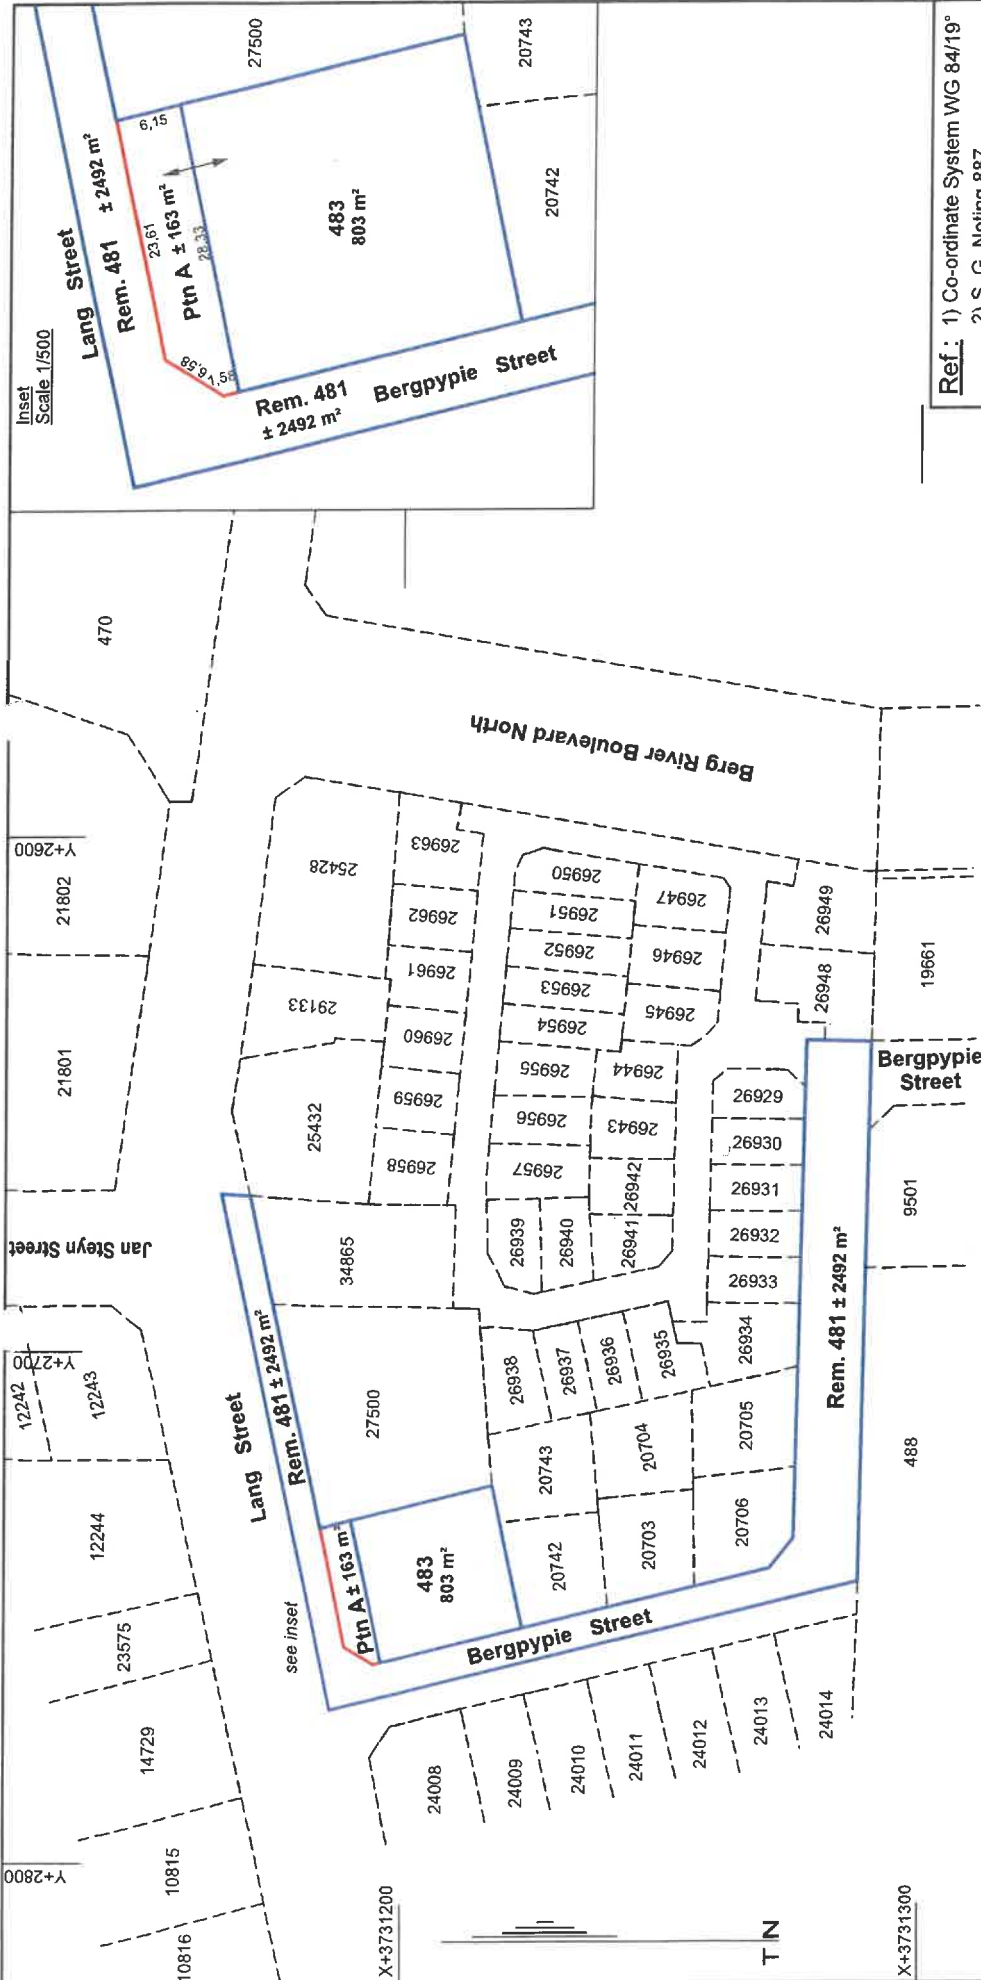 Inset
Scale 1/500
Lang Street
Rem. 481 ± 2492 m²
27500
6,15
23,61
Ptn A ± 163 m²
28,33
6,58
1,58
483
803 m²
20743
20742
Rem. 481
± 2492 m²
Bergpypie Street
Ref : 1) Co-ordinate System WG 84/19°
470
Y+2600
21802
21801
Jan Steyn Street
Y+2700
12242
12243
12244
23575
14729
Y+2800
10815
10816
Berg River Boulevard North
25428
29133
25432
34865
27500
26963
26962
26961
26960
26959
26958
26950
26951
26952
26953
26954
26955
26956
26957
26947
26946
26945
26944
26943
26942
26941
26940
26939
26949
26948
19661
Bergpypie
Street
26929
26930
26931
26932
26933
26934
26935
26936
26937
26938
9501
488
Rem. 481 ± 2492 m²
Lang Street
Rem. 481 ± 2492 m²
see inset
Ptn A ± 163 m²
483
803 m²
20743
20742
20704
20703
20705
20706
Bergpypie Street
24008
24009
24010
24011
24012
24013
24014
X+3731200
X+3731300
T N